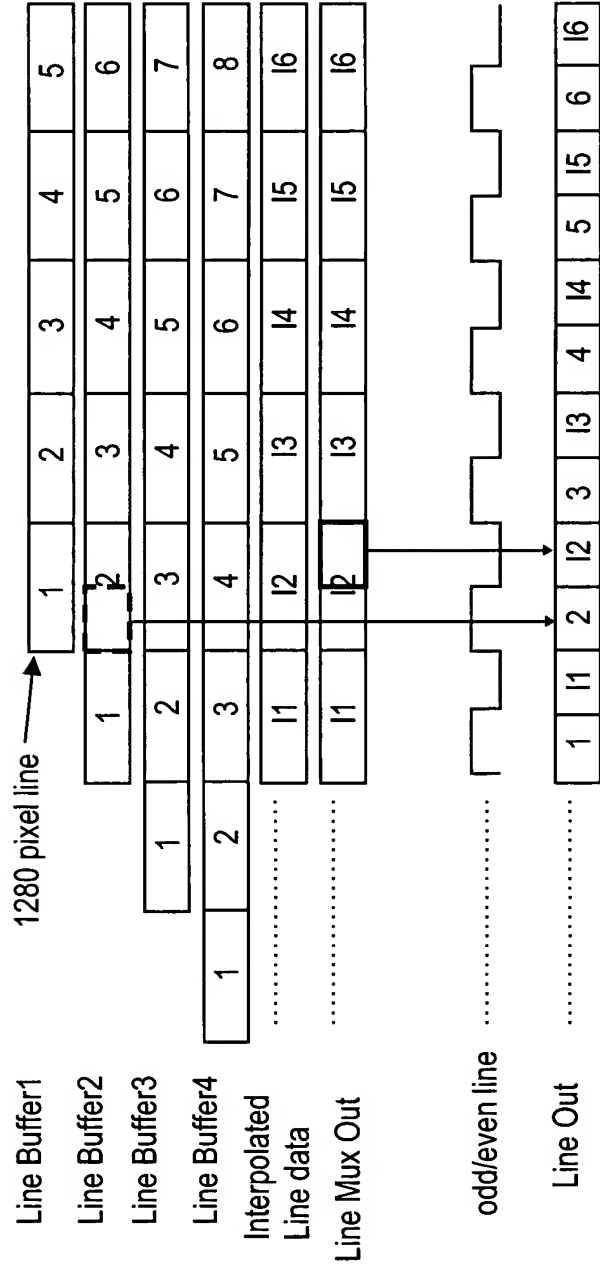 1280 pixel line
Line Buffer1 1 2 3 4 5
Line Buffer2 1 2 3 4 5 6
Line Buffer3 1 2 3 4 5 6 7
Line Buffer4 1 2 3 4 5 6 7 8
Interpolated
Line data ........... I1 I2 I3 I4 I5 I6
Line Mux Out ........... I1 I2 I3 I4 I5 I6
odd/even line ...........
Line Out ........... 1 I1 2 I2 3 I3 4 I4 5 I5 6 I6